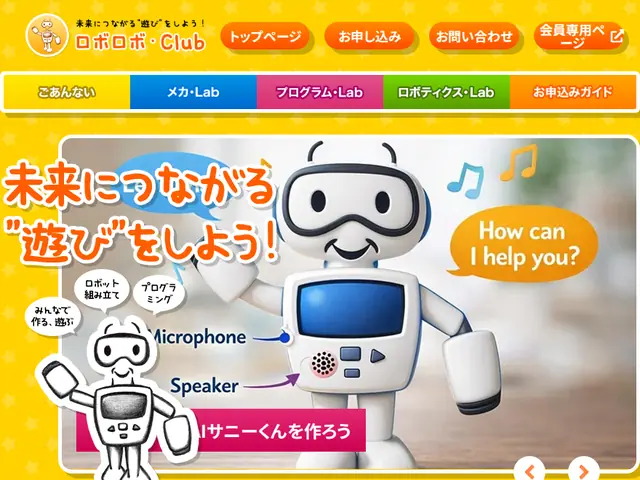 未来につながる"遊び"をしよう！
ロボロボ・Club
トップページ
お申し込み
お問い合わせ
会員専用ペ
ージ
ごあんない
メカ・Lab
プログラム・Lab
ロボティクス・Lab
お申込みガイド
未来につながる
"遊び"をしよう!
How can
I help you?
みんなで
作る、遊ぶ
ロボット
組み立て
プログラ
ミング
Microphone
Speaker
AIサニーくんを作ろう